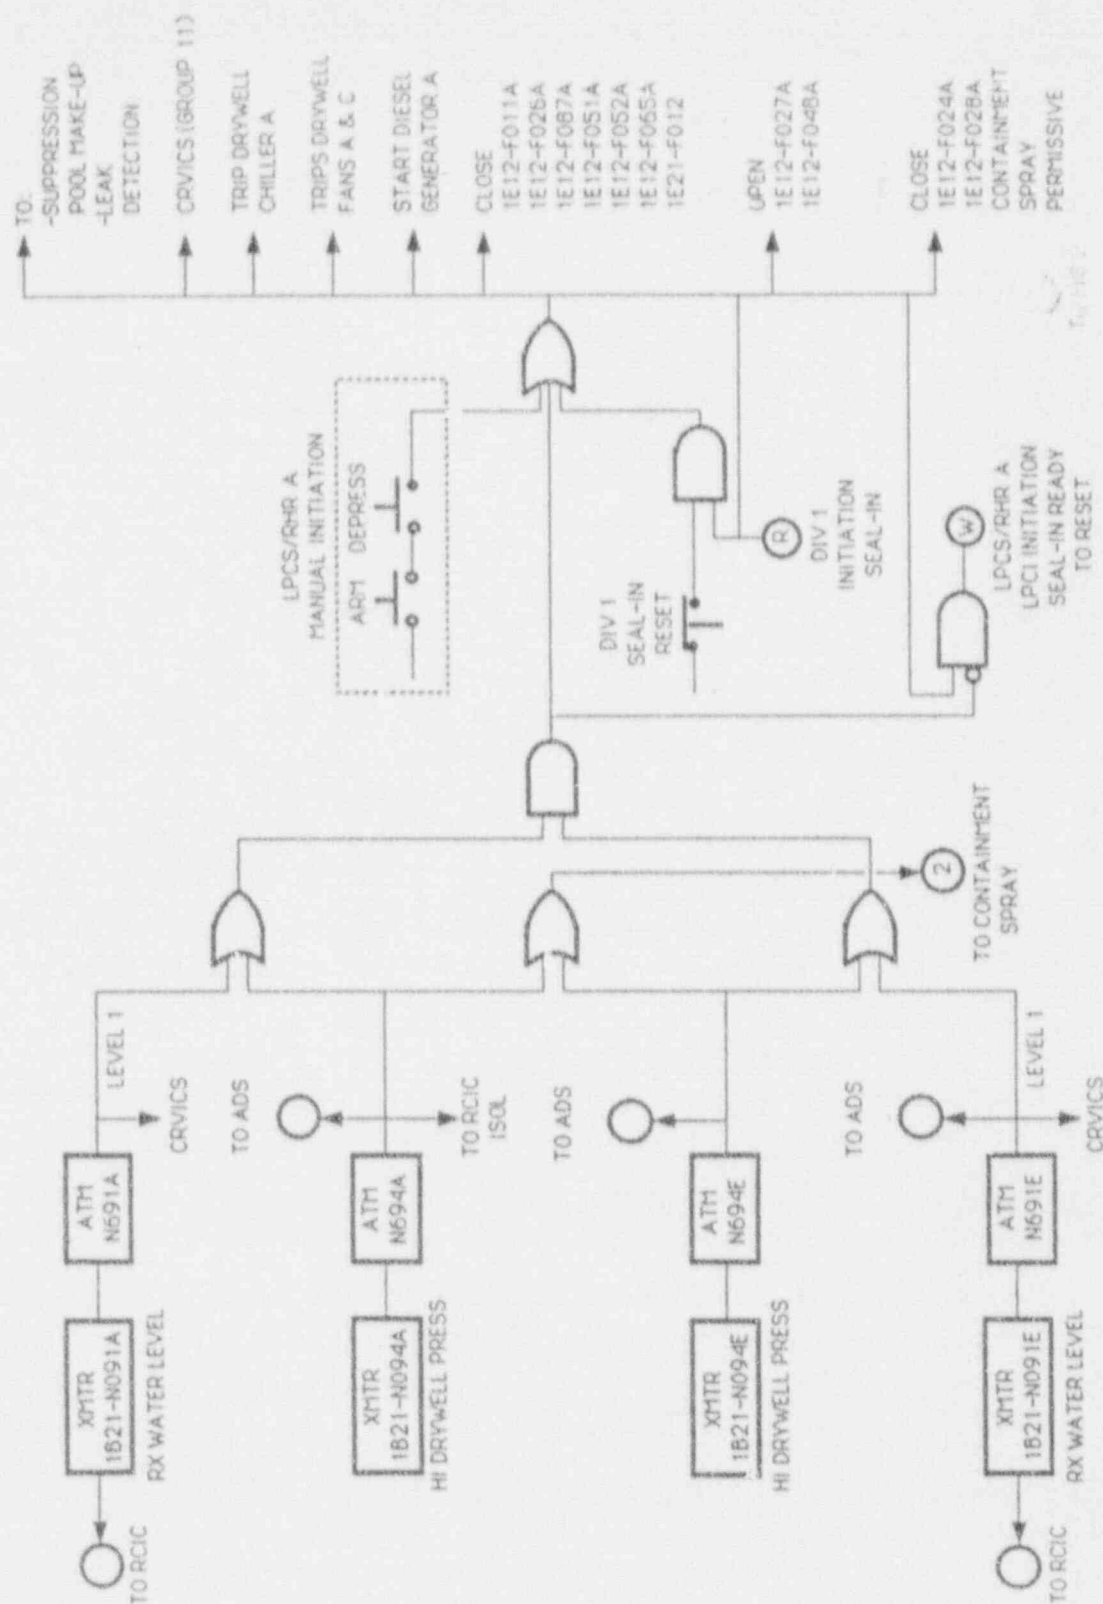 TO:
-SUPPRESSION
POOL MAKE-UP
-LEAK
DETECTION
CRVICS (GROUP 11)
TRIP DRYWELL
CHILLER A
TRIPS DRYWELL
FANS A & C
START DIESEL
GENERATOR A
CLOSE
1E12-F011A
1E12-F026A
1E12-F087A
1E12-F051A
1E12-F052A
1E12-F065A
1E21-F012
OPEN
1E12-F027A
1E12-F048A
CLOSE
1E12-F024A
1E12-F028A
CONTAINMENT
SPRAY
PERMISSIVE
LPCS/RHR A
MANUAL INITIATION
ARM DEPRESS
DIV 1
SEAL-IN
RESET
R
DIV 1
INITIATION
SEAL-IN
W
LPCS/RHR A
LPCI INITIATION
SEAL-IN READY
TO RESET
2
TO CONTAINMENT
SPRAY
LEVEL 1
CRVICS
TO ADS
TO RCIC
ISOL
TO ADS
TO ADS
LEVEL 1
CRVICS
ATM
N691A
ATM
N694A
ATM
N694E
ATM
N691E
XMTR
1B21-N091A
RX WATER LEVEL
XMTR
1B21-N094A
HI DRYWELL PRESS
XMTR
1B21-N094E
HI DRYWELL PRESS
XMTR
1B21-N091E
RX WATER LEVEL
TO RCIC
TO RCIC